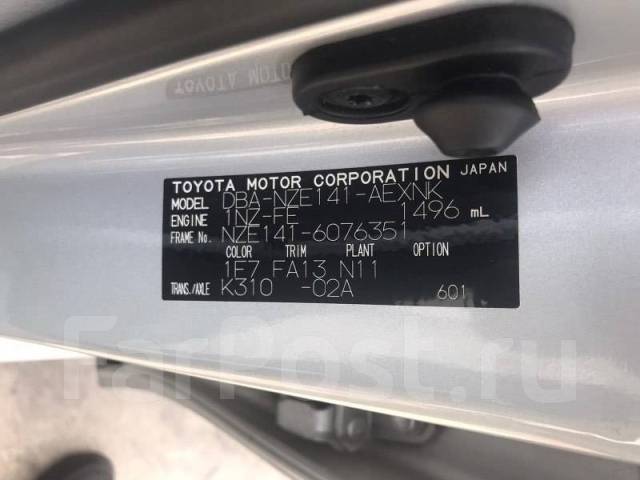 TOYOTA MOTOR CORPORATION JAPAN
MODEL DBA-NZE141-AEXNK
ENGINE 1NZ-FE 1496 mL
FRAME No. NZE141-6076351
COLOR TRIM PLANT OPTION
1E7 FA13 N11
TRANS./AXLE K310 -02A 601
FarPost.ru